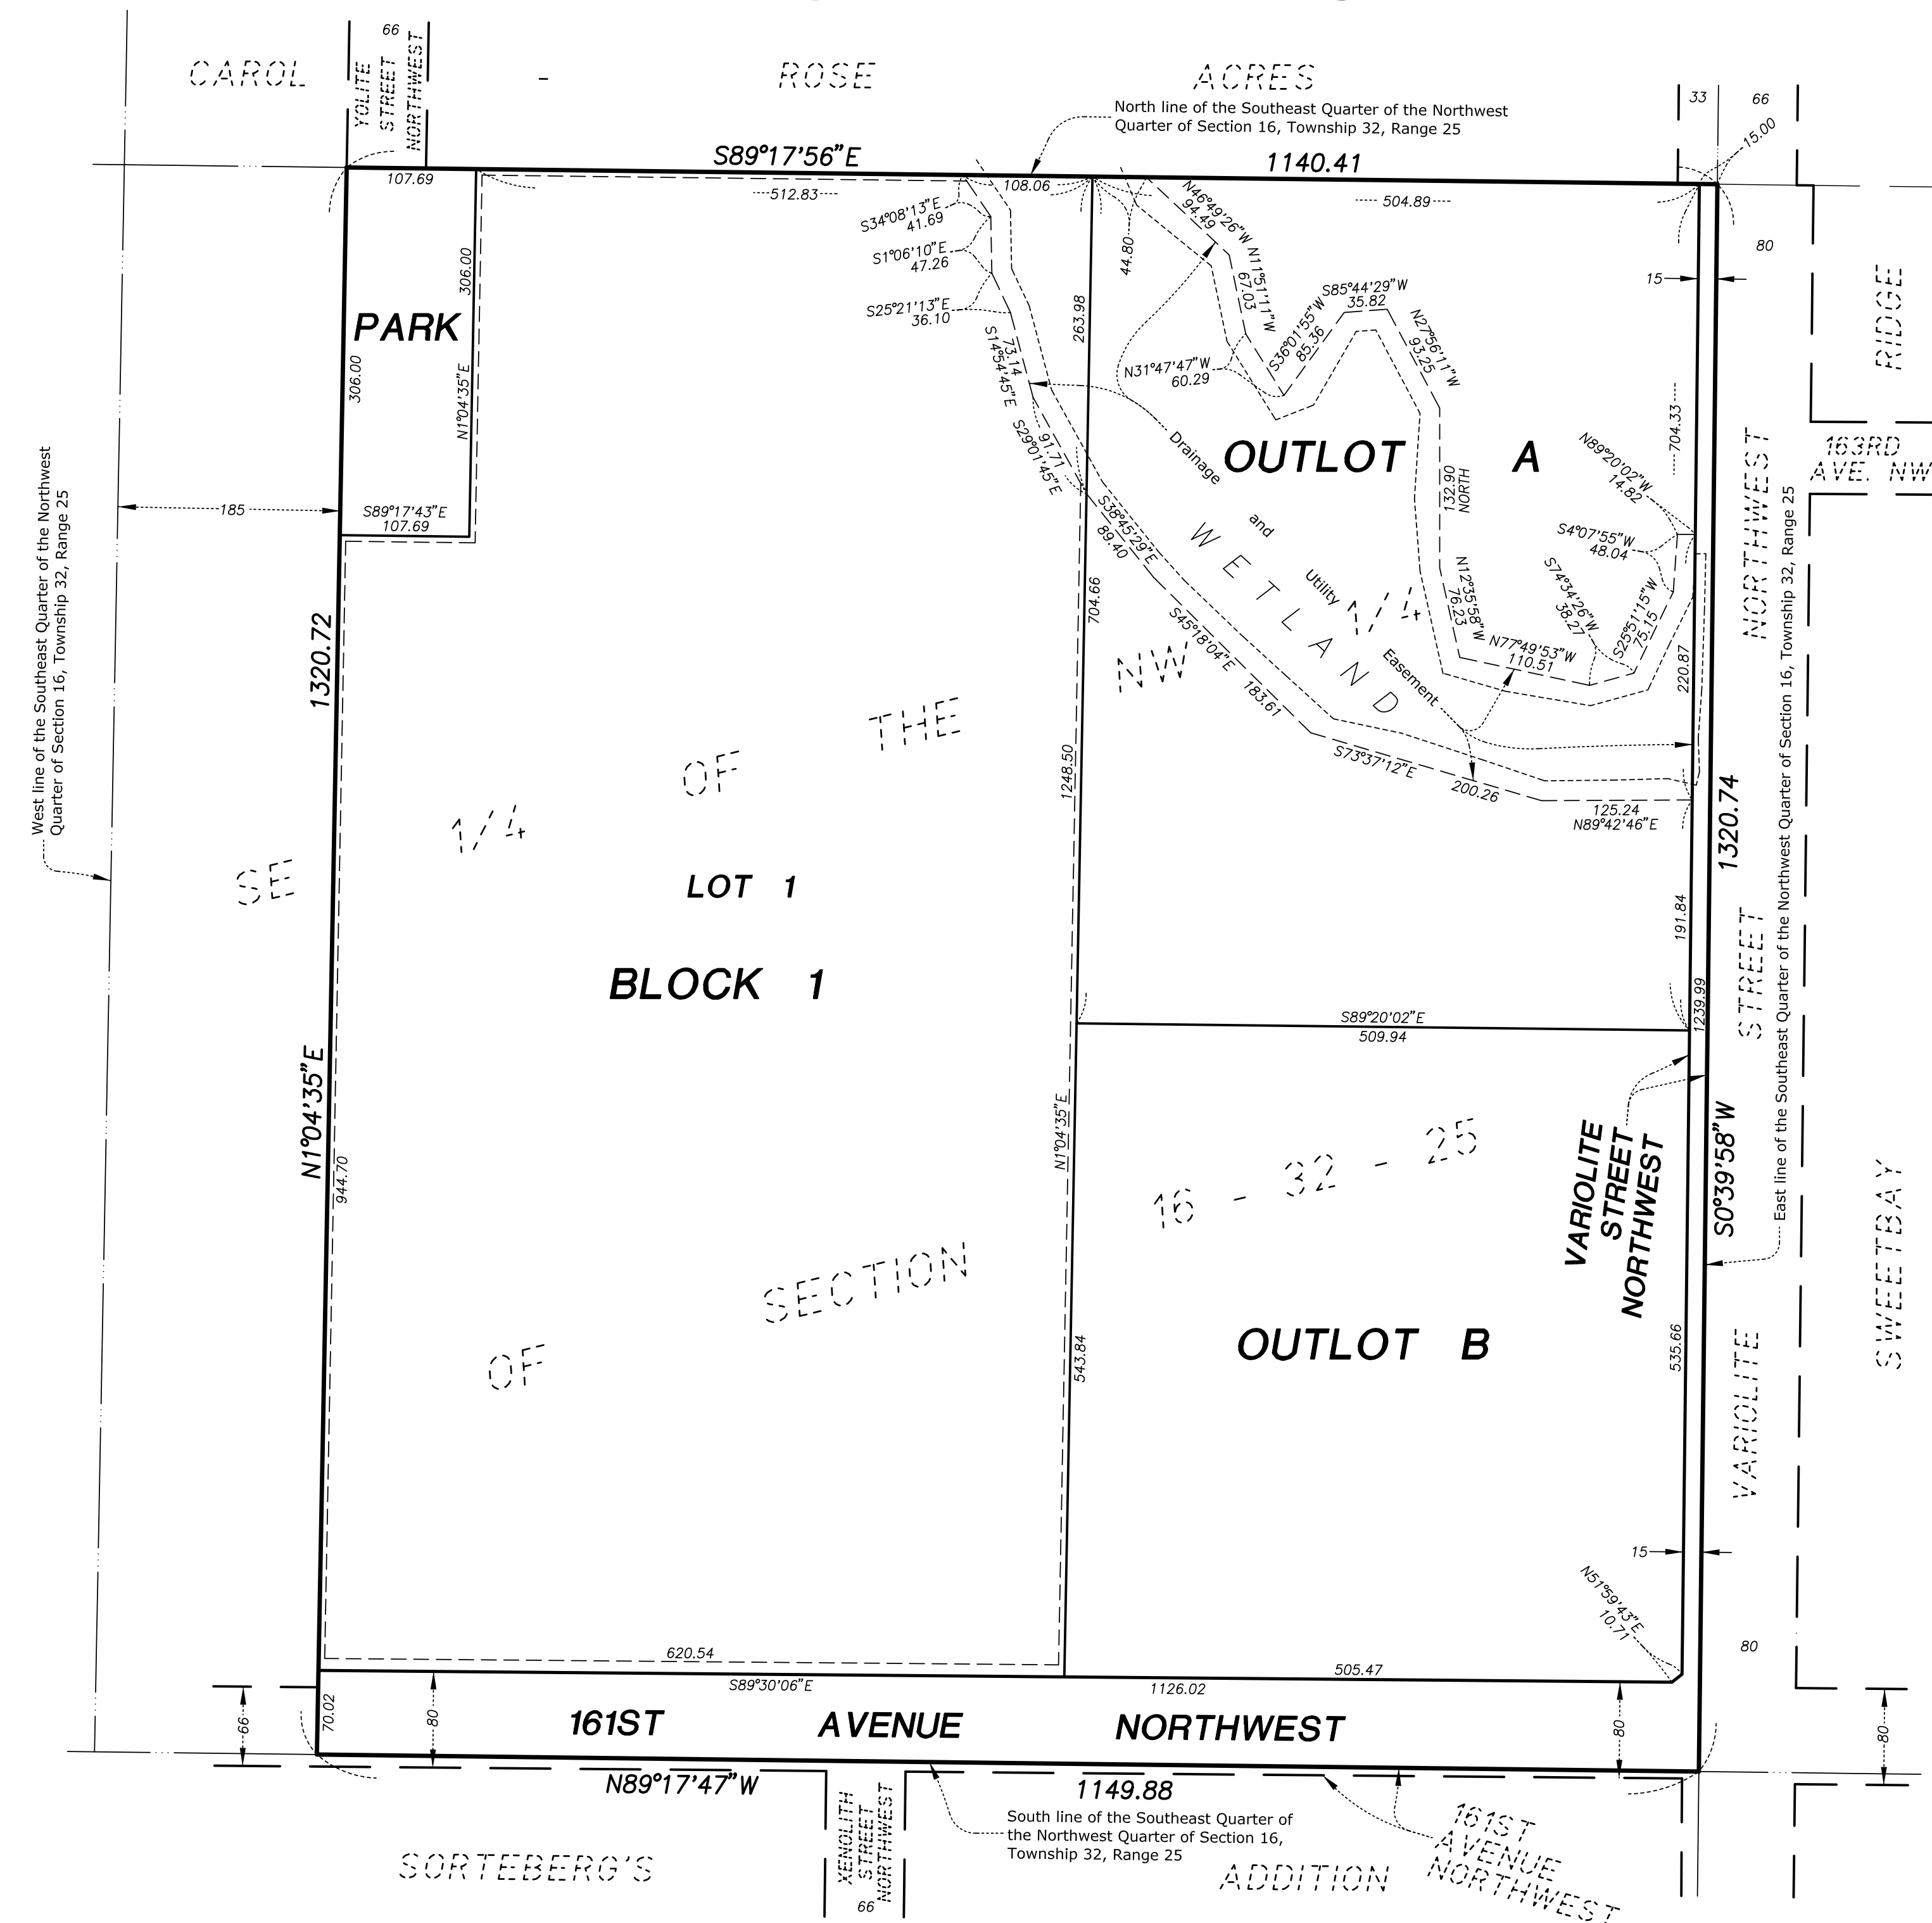 CAROL - ROSE ACRES
66
YOLITE
STREET
NORTHWEST
North line of the Southeast Quarter of the Northwest
Quarter of Section 16, Township 32, Range 25
33
66
15.00
S89°17'56"E
1140.41
107.69
512.83
108.06
504.89
44.80
80
15
RIDGE
PARK
306.00
306.00
N1°04'35"E
S89°17'43"E
107.69
185
West line of the Southeast Quarter of the Northwest
Quarter of Section 16, Township 32, Range 25
S34°08'13"E
41.69
S1°06'10"E
47.26
S25°21'13"E
36.10
73.14
S14°54'45"E
91.71
S29°01'45"E
263.98
N46°49'26"W
94.49
N11°51'11"W
67.03
N31°47'47"W
60.29
S36°01'55"W
85.36
S85°44'29"W
35.82
N27°56'11"W
93.25
OUTLOT A
704.33
132.90
NORTH
N89°20'02"W
14.82
S4°07'55"W
48.04
S74°34'26"W
38.27
S25°51'15"W
75.15
N12°35'58"W
76.23
N77°49'53"W
110.51
163RD
AVE. NW
Drainage
and
Utility
Easement
WETLAND
S38°45'29"E
89.40
S45°18'04"E
183.61
S73°37'12"E
200.26
125.24
N89°42'46"E
220.87
704.66
1248.50
191.84
1239.99
1320.72
1320.74
SE 1/4 OF THE NW 1/4
LOT 1
BLOCK 1
S89°20'02"E
509.94
N1°04'35"E
944.70
N1°04'35"E
543.84
OF SECTION 16 - 32 - 25
OUTLOT B
VARIOLITE
STREET
NORTHWEST
S0°39'58"W
East line of the Southeast Quarter of the Northwest Quarter of Section 16, Township 32, Range 25
VARIOLITE STREET NORTHWEST
SWEETBAY
535.66
15
N51°59'43"E
10.71
80
620.54
S89°30'06"E
505.47
1126.02
66
70.02
80
161ST AVENUE NORTHWEST
80
80
N89°17'47"W
1149.88
South line of the Southeast Quarter of
the Northwest Quarter of Section 16,
Township 32, Range 25
XENOLITH
STREET
NORTHWEST
66
161ST
AVENUE
NORTHWEST
SORTEBERG'S ADDITION